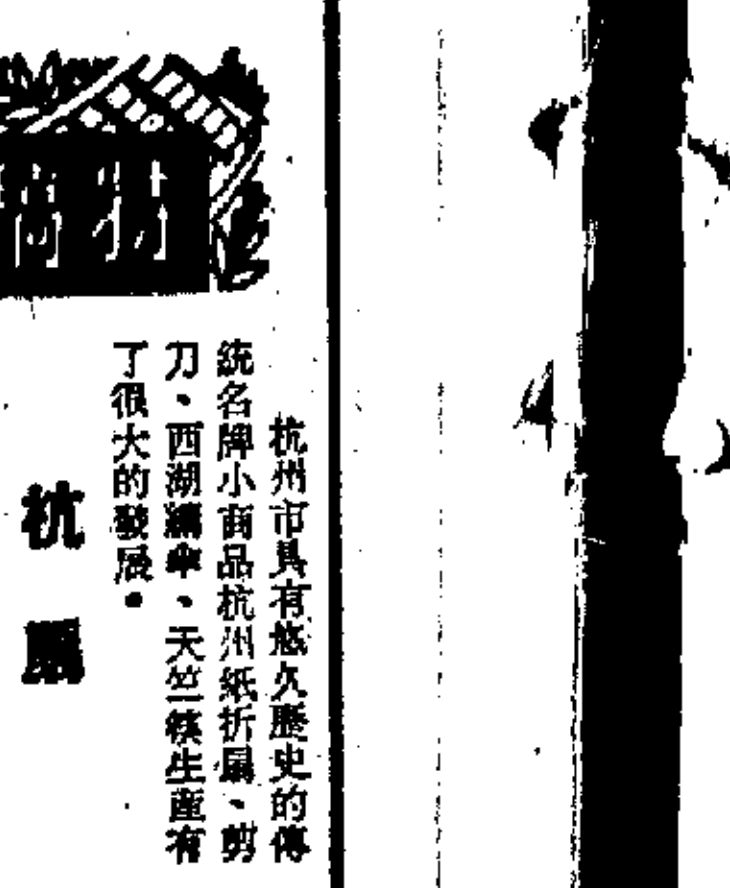 杭州市具有悠久歷史的傳
統名牌小商品杭州紙折扇、剪
刀、西湖綢傘、天竺筷生產有
了很大的發展。
杭扇